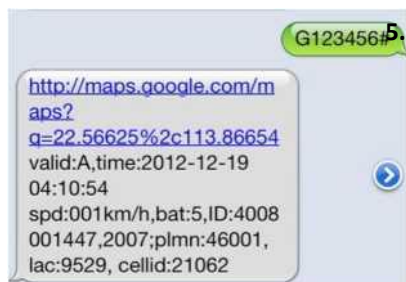 G123456#
5.
http://maps.google.com/m
aps?
q=22.56625%2c113.86654
valid:A,time:2012-12-19
04:10:54
spd:001km/h,bat:5,ID:4008
001447,2007;plmn:46001,
lac:9529, cellid:21062